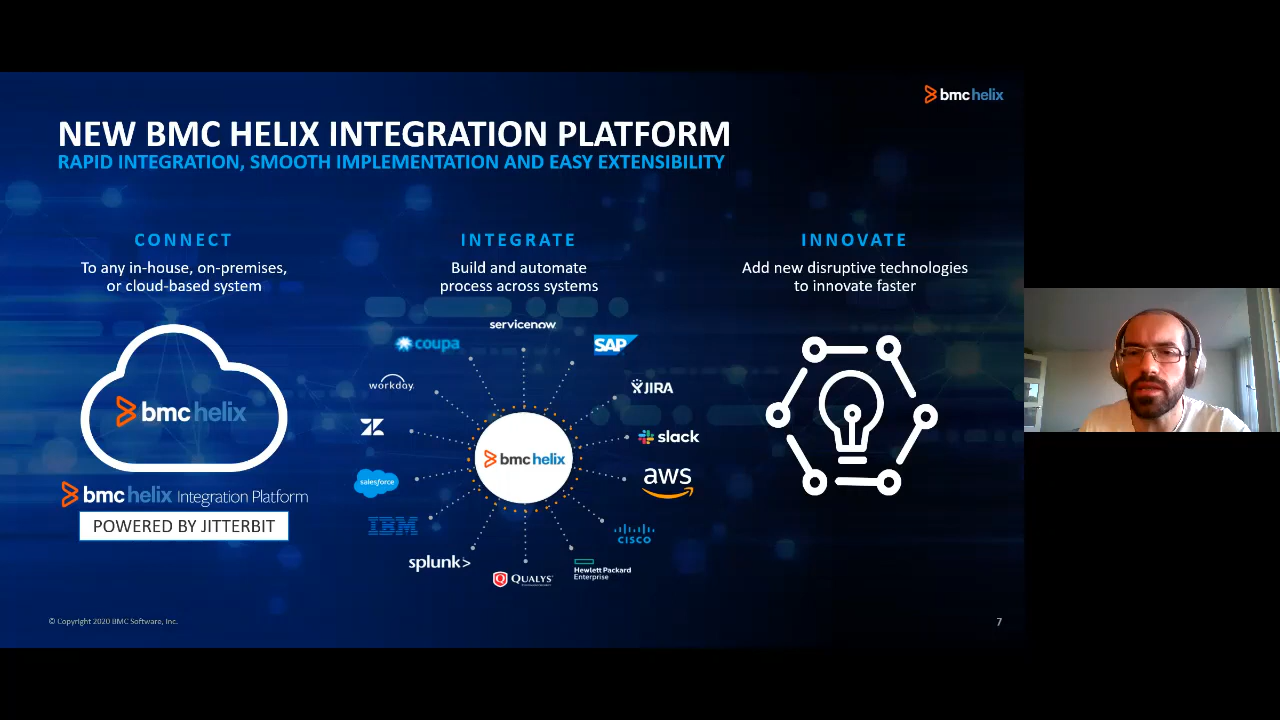 bmchelix
NEW BMC HELIX INTEGRATION PLATFORM
RAPID INTEGRATION, SMOOTH IMPLEMENTATION AND EASY EXTENSIBILITY
CONNECT
To any in-house, on-premises,
or cloud-based system
bmchelix
bmchelix Integration Platform
POWERED BY JITTERBIT
INTEGRATE
Build and automate
process across systems
servicenow
coupa
SAP
workday
JIRA
slack
bmchelix
salesforce
aws
IBM
CISCO
splunk>
QUALYS
Hewlett Packard
Enterprise
INNOVATE
Add new disruptive technologies
to innovate faster
© Copyright 2020 BMC Software, Inc.
7